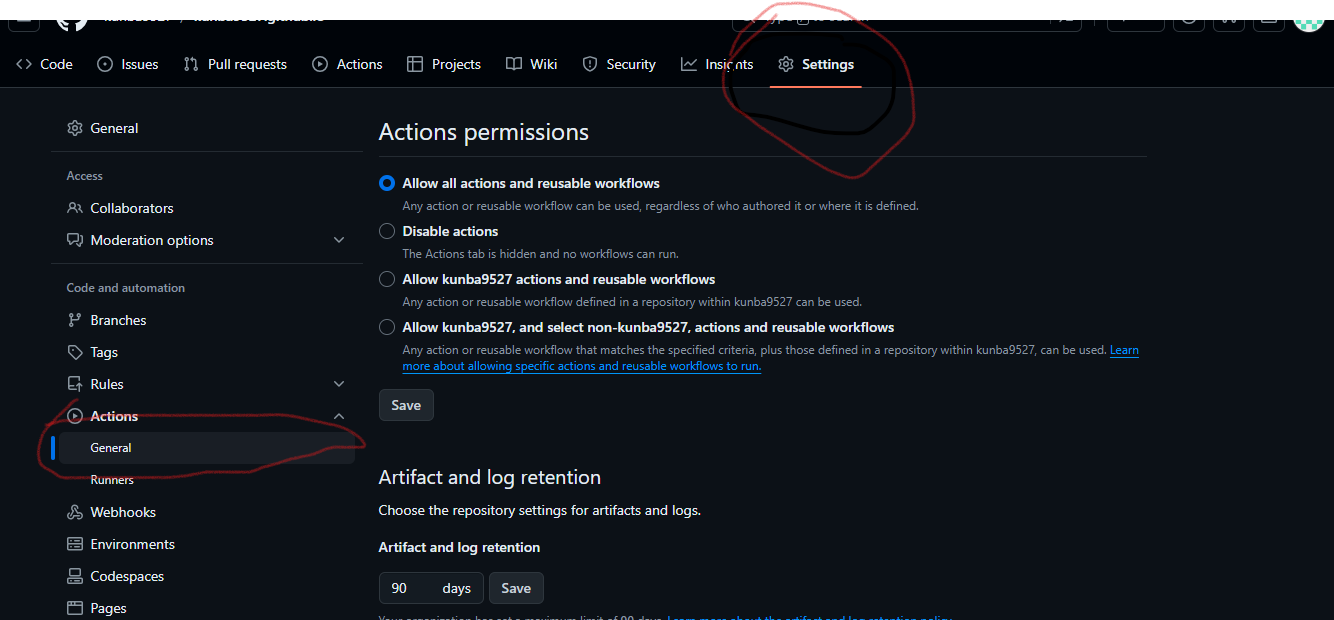 Code
Issues
Pull requests
Actions
Projects
Wiki
Security
Insights
Settings
General
Access
Collaborators
Moderation options
Code and automation
Branches
Tags
Rules
Actions
General
Runners
Webhooks
Environments
Codespaces
Pages
Actions permissions
Allow all actions and reusable workflows
Any action or reusable workflow can be used, regardless of who authored it or where it is defined.
Disable actions
The Actions tab is hidden and no workflows can run.
Allow kunba9527 actions and reusable workflows
Any action or reusable workflow defined in a repository within kunba9527 can be used.
Allow kunba9527, and select non-kunba9527, actions and reusable workflows
Any action or reusable workflow that matches the specified criteria, plus those defined in a repository within kunba9527, can be used. Learn
more about allowing specific actions and reusable workflows to run.
Save
Artifact and log retention
Choose the repository settings for artifacts and logs.
Artifact and log retention
90 days
Save